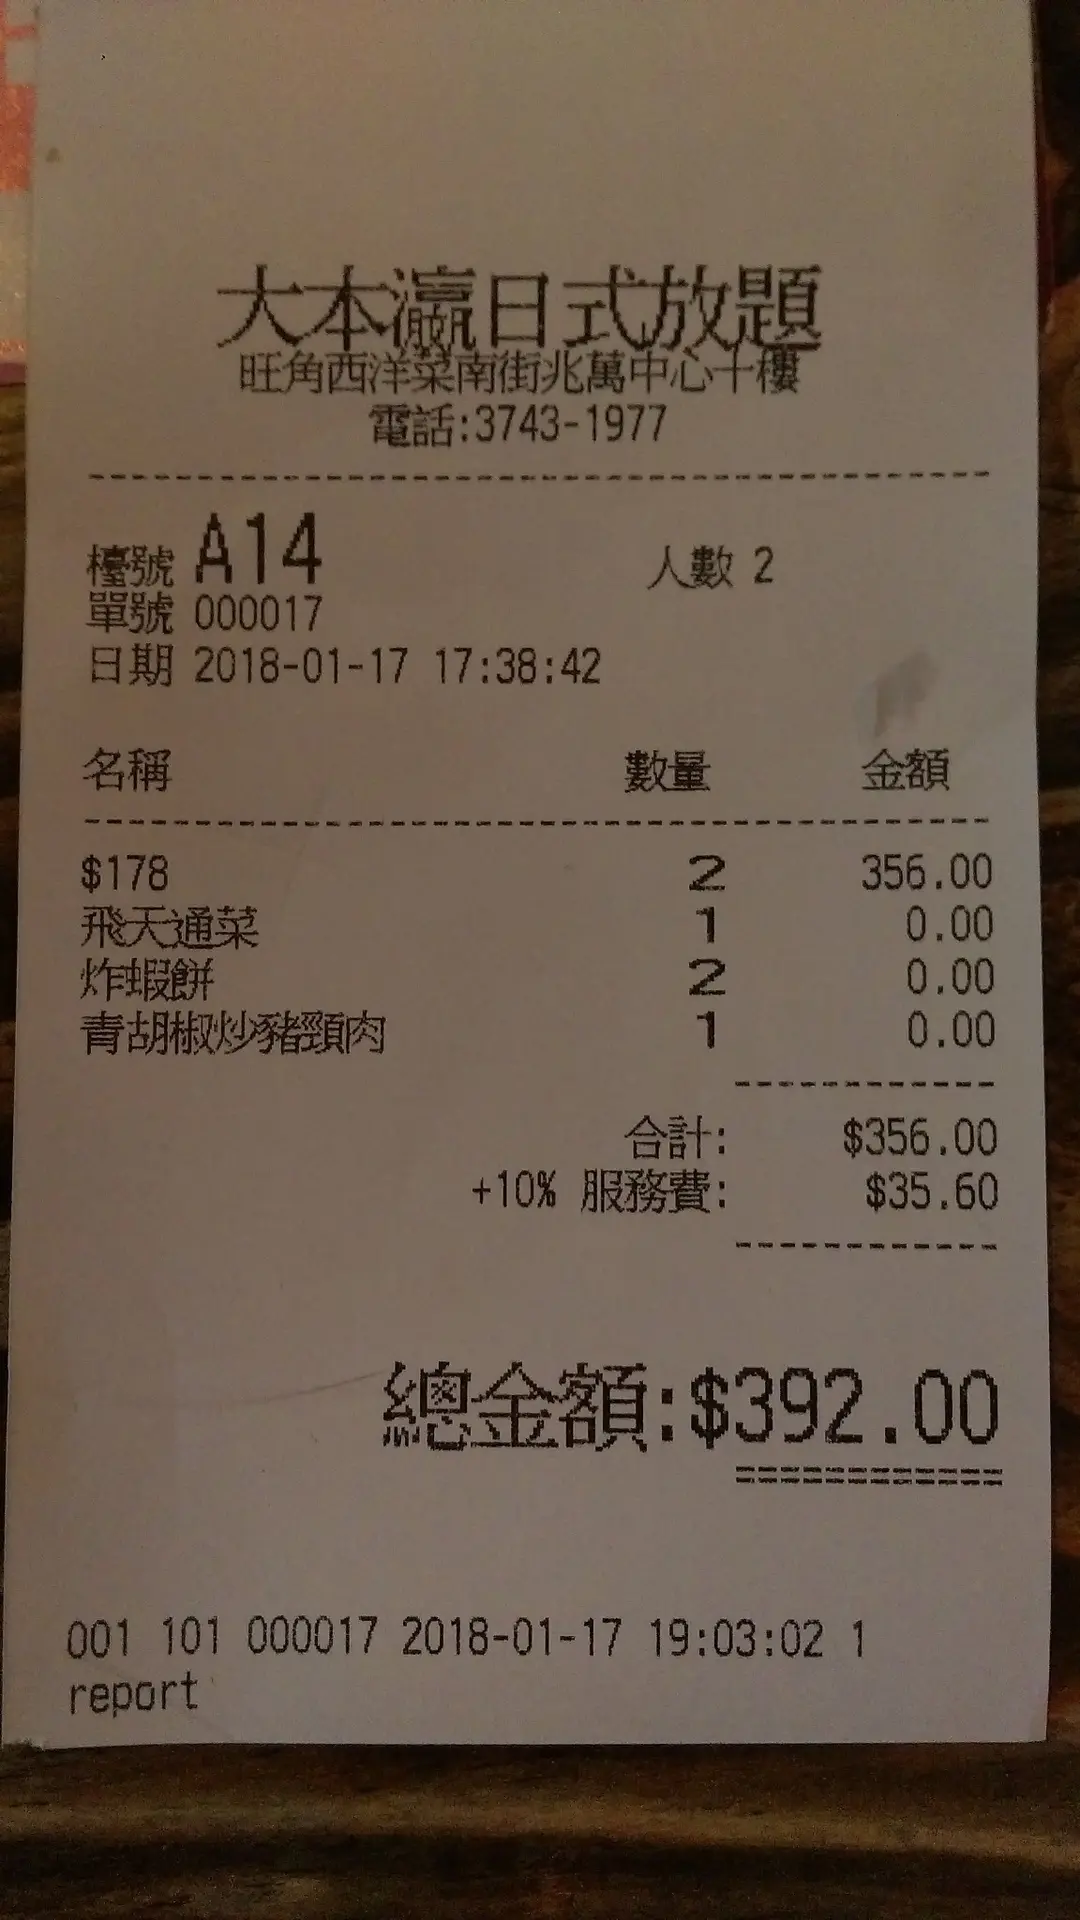 大本瀛日式放題
旺角西洋菜南街兆萬中心十樓
電話:3743-1977
檯號 A14 人數 2
單號 000017
日期 2018-01-17 17:38:42
名稱 數量 金額
$178 2 356.00
飛天通菜 1 0.00
炸蝦餅 2 0.00
青胡椒炒豬頸肉 1 0.00
合計: $356.00
+10% 服務費: $35.60
總金額:$392.00
001 101 000017 2018-01-17 19:03:02 1
report